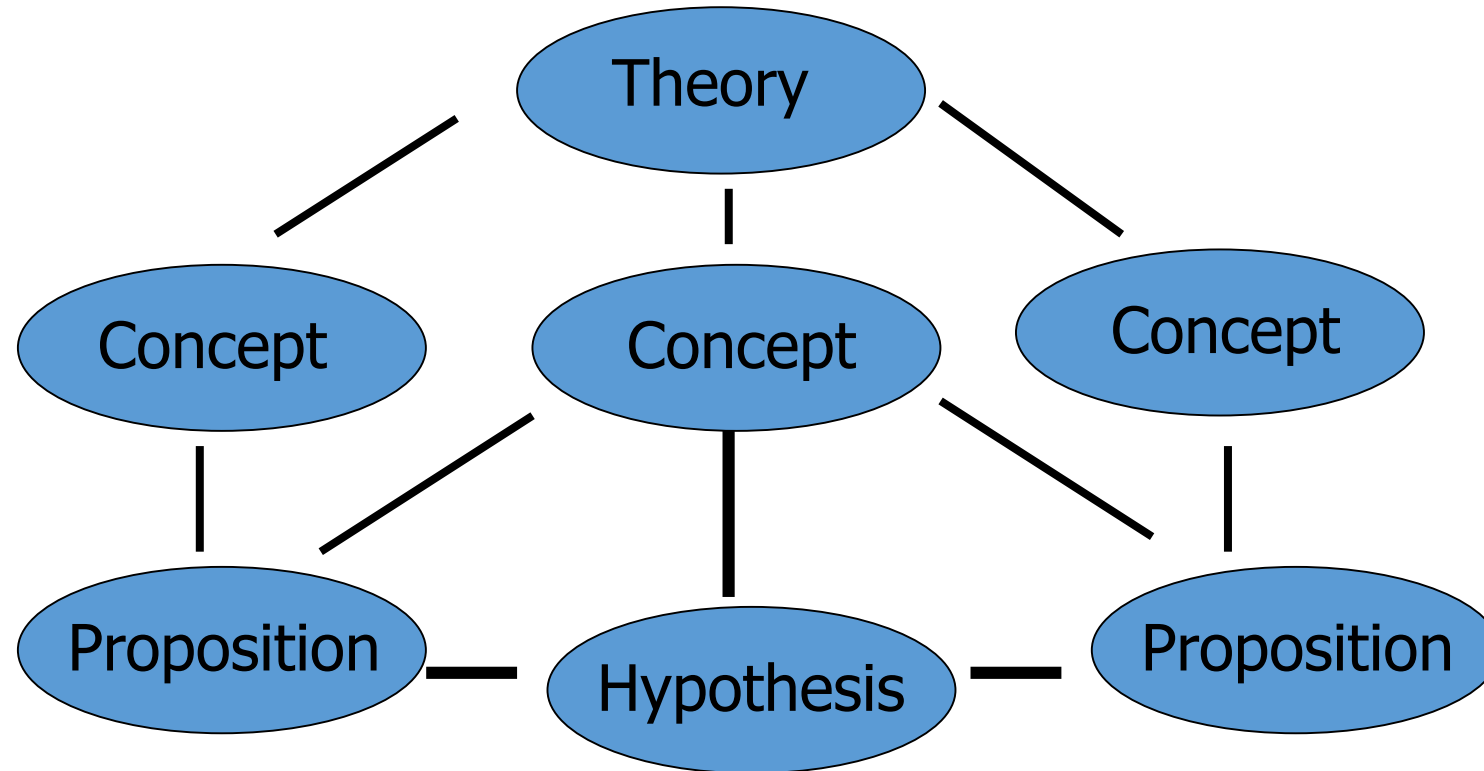 Theory
Concept
Concept
Concept
Proposition
Hypothesis
Proposition